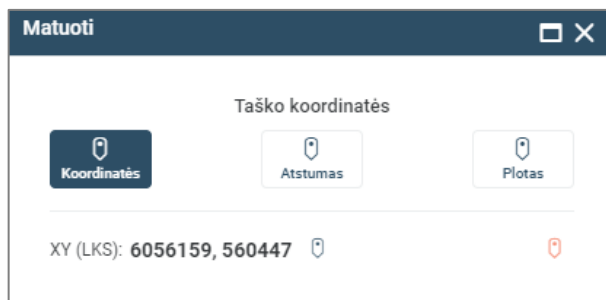 Matuoti
Taško koordinatės
Koordinatės
Atstumas
Plotas
XY (LKS): 6056159, 560447